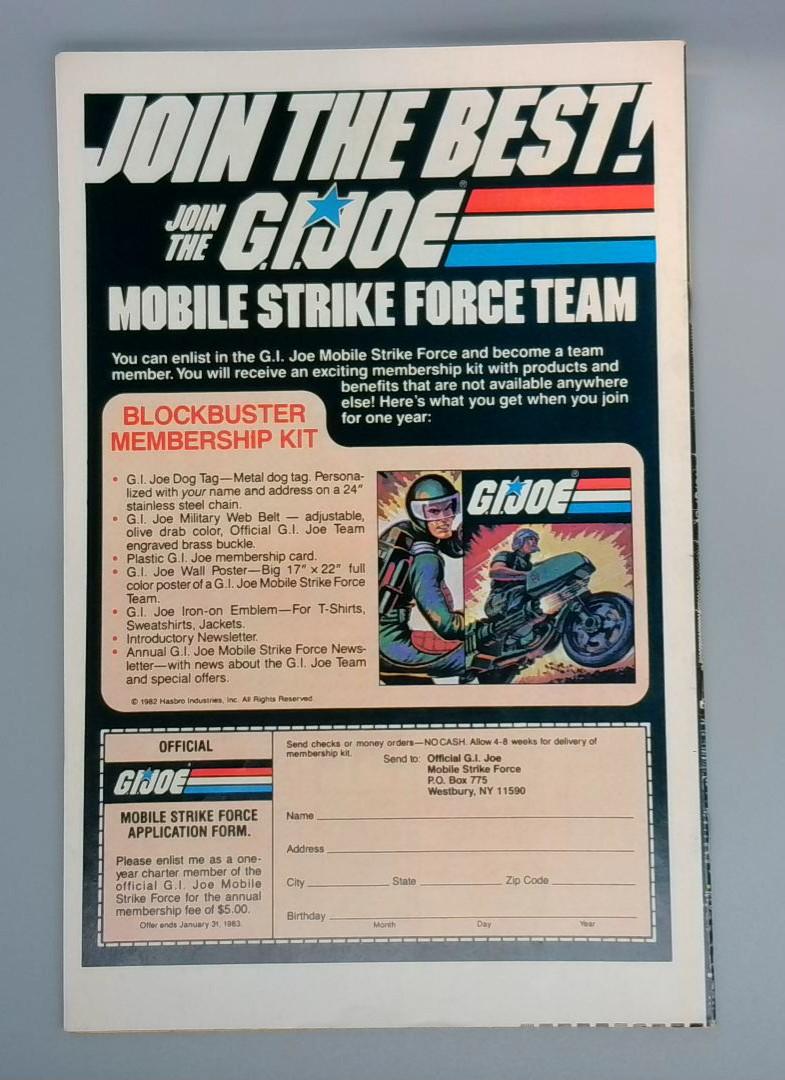 JOIN THE BEST!
JOIN
THE G.I. JOE®
MOBILE STRIKE FORCE TEAM
You can enlist in the G.I. Joe Mobile Strike Force and become a team
member. You will receive an exciting membership kit with products and
benefits that are not available anywhere
else! Here's what you get when you join
for one year:
BLOCKBUSTER
MEMBERSHIP KIT
• G.I. Joe Dog Tag—Metal dog tag. Persona-
lized with your name and address on a 24"
stainless steel chain.
• G.I. Joe Military Web Belt — adjustable,
olive drab color, Official G.I. Joe Team
engraved brass buckle.
• Plastic G.I. Joe membership card.
• G.I. Joe Wall Poster—Big 17" x 22" full
color poster of a G.I. Joe Mobile Strike Force
Team.
• G.I. Joe Iron-on Emblem—For T-Shirts,
Sweatshirts, Jackets.
• Introductory Newsletter.
• Annual G.I. Joe Mobile Strike Force News-
letter—with news about the G.I. Joe Team
and special offers.
© 1982 Hasbro Industries, Inc. All Rights Reserved.
G.I. JOE®
OFFICIAL
G.I. JOE
MOBILE STRIKE FORCE
APPLICATION FORM.
Please enlist me as a one-
year charter member of the
official G.I. Joe Mobile
Strike Force for the annual
membership fee of $5.00.
Offer ends January 31, 1983.
Send checks or money orders—NO CASH. Allow 4-8 weeks for delivery of
membership kit.
Send to: Official G.I. Joe
Mobile Strike Force
P.O. Box 775
Westbury, NY 11590
Name
Address
City State Zip Code
Birthday
Month Day Year